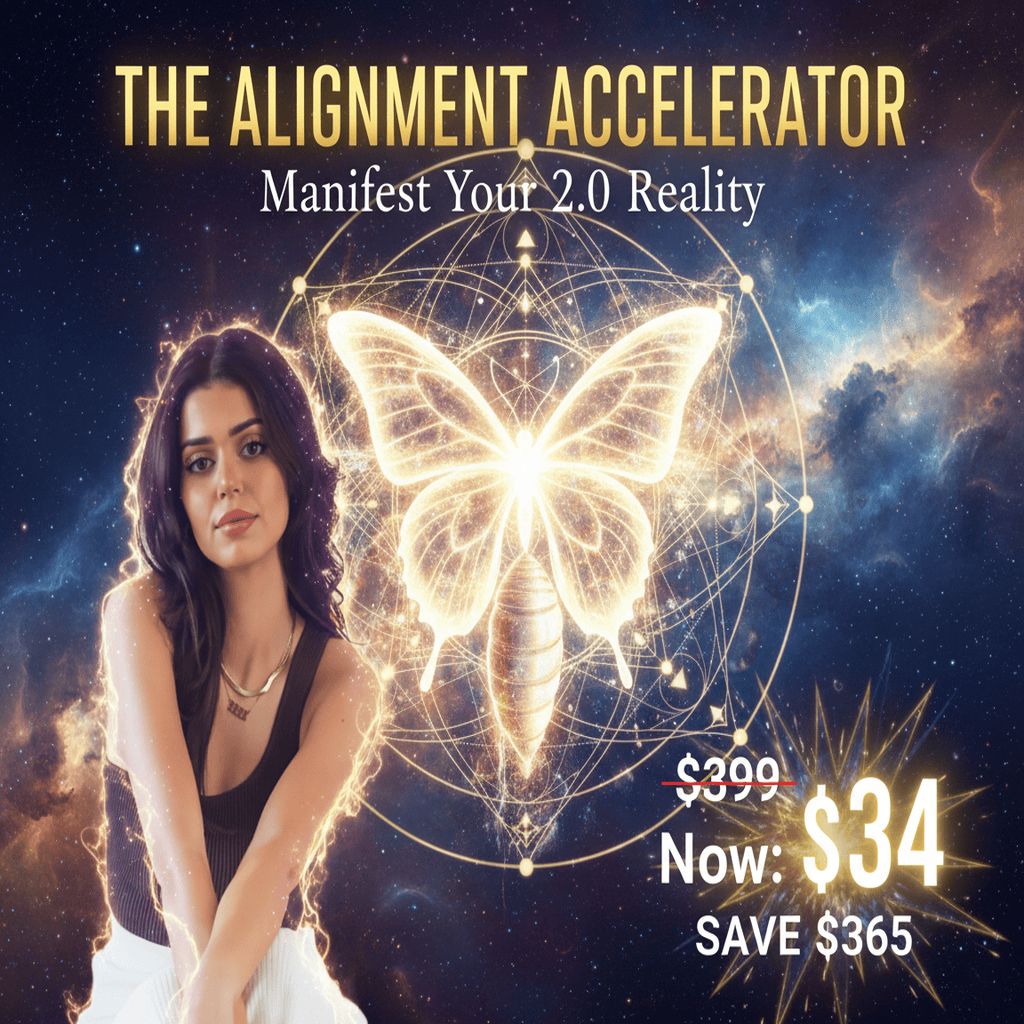 THE ALIGNMENT ACCELERATOR
Manifest Your 2.0 Reality
$399
Now: $34
SAVE $365